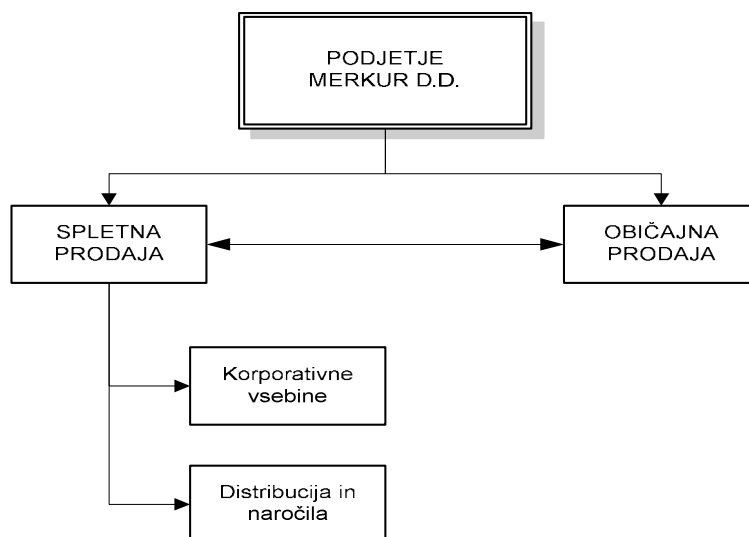 PODJETJE
MERKUR D.D.
SPLETNA
PRODAJA
OBIČAJNA
PRODAJA
Korporativne
vsebine
Distribucija in
naročila